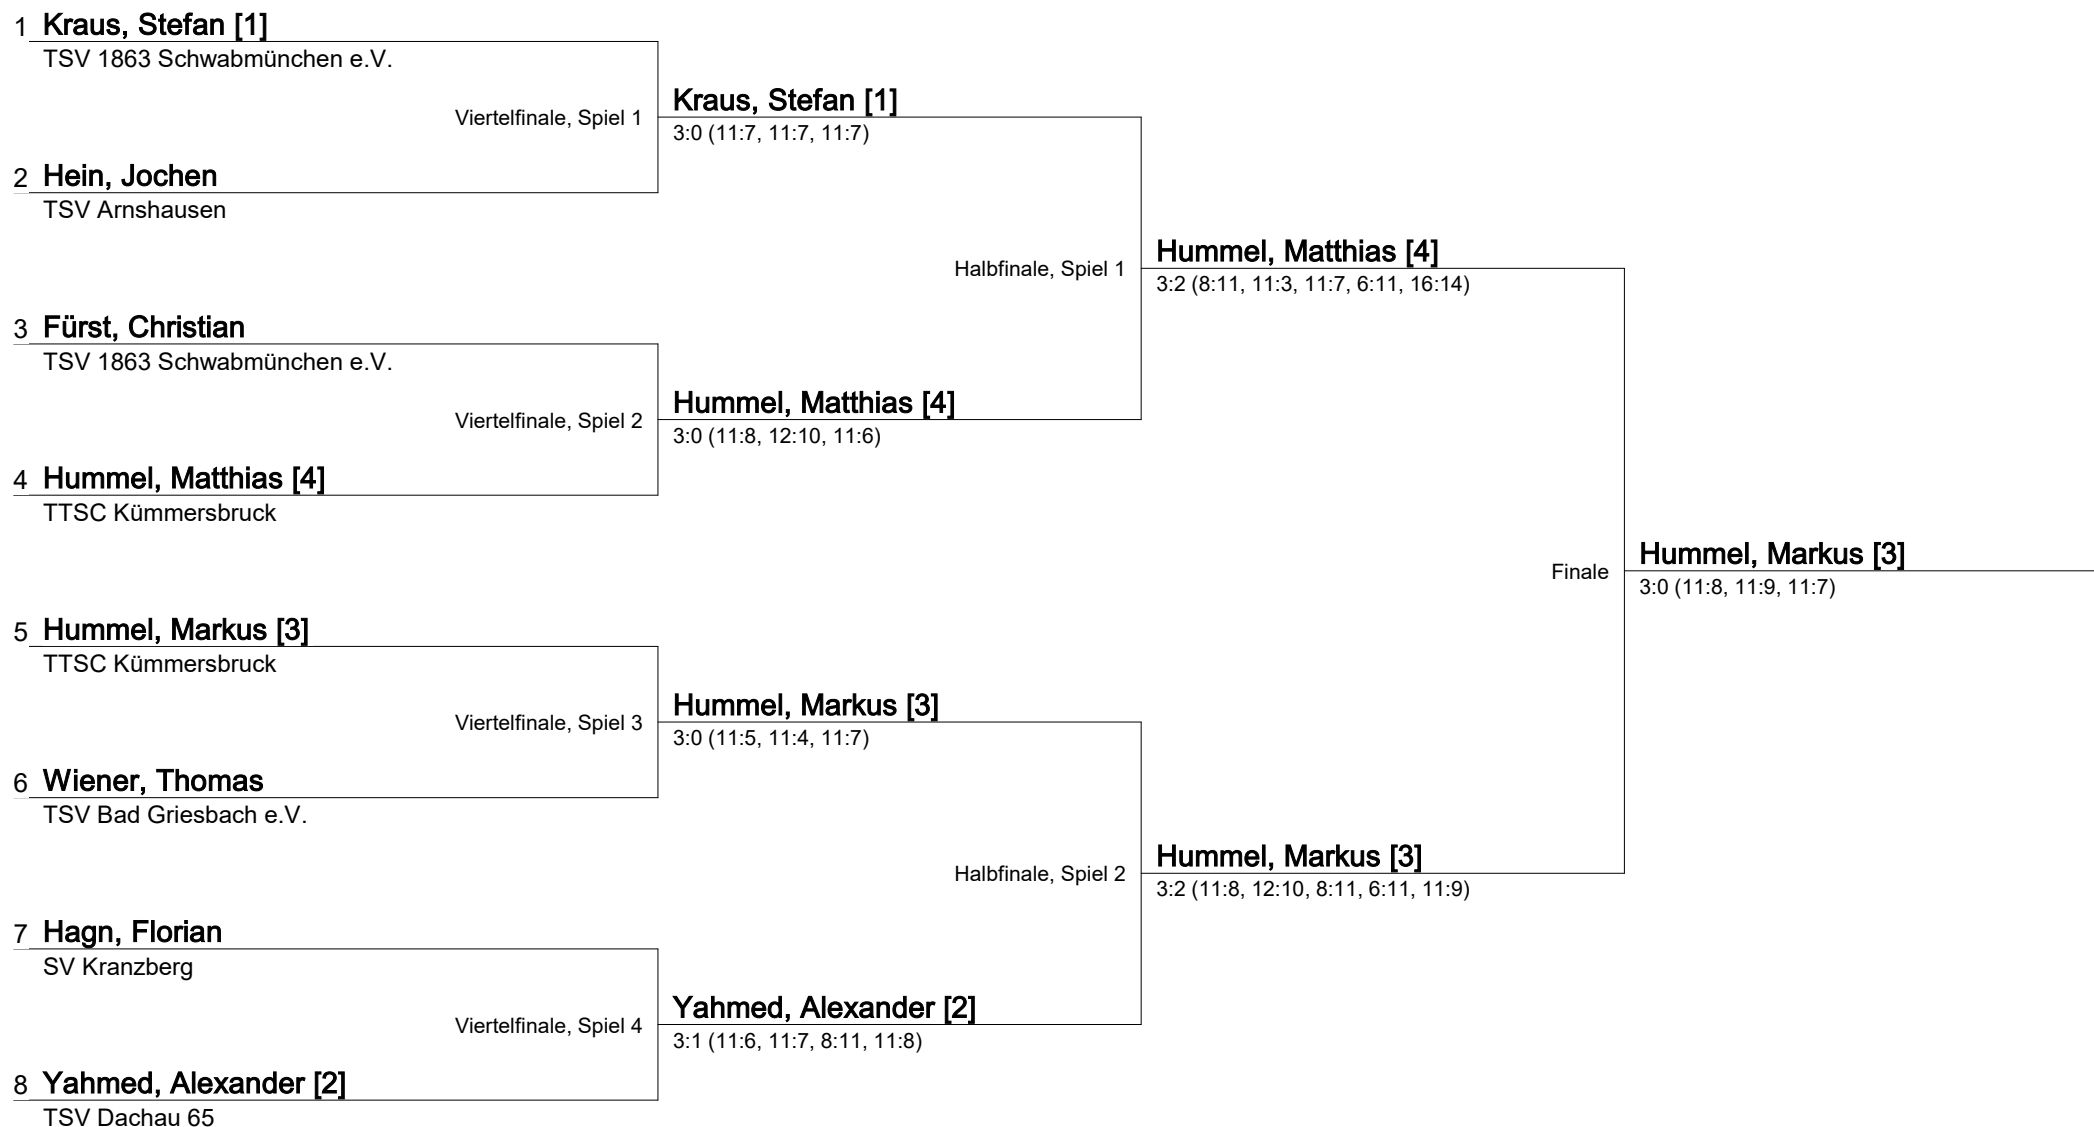 1 Kraus, Stefan [1]
TSV 1863 Schwabmünchen e.V.
Viertelfinale, Spiel 1
Kraus, Stefan [1]
3:0 (11:7, 11:7, 11:7)
2 Hein, Jochen
TSV Arnshausen
Halbfinale, Spiel 1
Hummel, Matthias [4]
3:2 (8:11, 11:3, 11:7, 6:11, 16:14)
3 Fürst, Christian
TSV 1863 Schwabmünchen e.V.
Viertelfinale, Spiel 2
Hummel, Matthias [4]
3:0 (11:8, 12:10, 11:6)
4 Hummel, Matthias [4]
TTSC Kümmersbruck
Finale
Hummel, Markus [3]
3:0 (11:8, 11:9, 11:7)
5 Hummel, Markus [3]
TTSC Kümmersbruck
Viertelfinale, Spiel 3
Hummel, Markus [3]
3:0 (11:5, 11:4, 11:7)
6 Wiener, Thomas
TSV Bad Griesbach e.V.
Halbfinale, Spiel 2
Hummel, Markus [3]
3:2 (11:8, 12:10, 8:11, 6:11, 11:9)
7 Hagn, Florian
SV Kranzberg
Viertelfinale, Spiel 4
Yahmed, Alexander [2]
3:1 (11:6, 11:7, 8:11, 11:8)
8 Yahmed, Alexander [2]
TSV Dachau 65